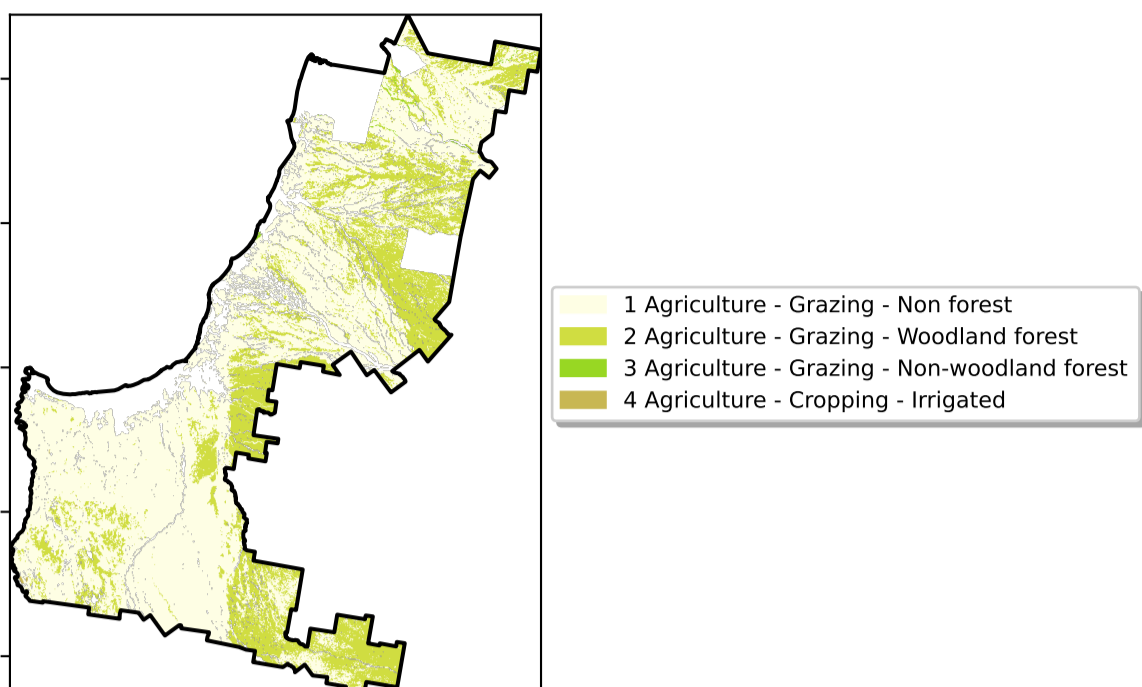 1 Agriculture - Grazing - Non forest
2 Agriculture - Grazing - Woodland forest
3 Agriculture - Grazing - Non-woodland forest
4 Agriculture - Cropping - Irrigated